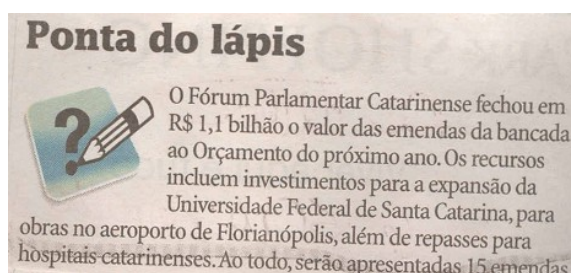 Ponta do lápis
O Fórum Parlamentar Catarinense fechou em
R$ 1,1 bilhão o valor das emendas da bancada
ao Orçamento do próximo ano. Os recursos
incluem investimentos para a expansão da
Universidade Federal de Santa Catarina, para
obras no aeroporto de Florianópolis, além de repasses para
hospitais catarinenses. Ao todo, serão apresentadas 15 emendas